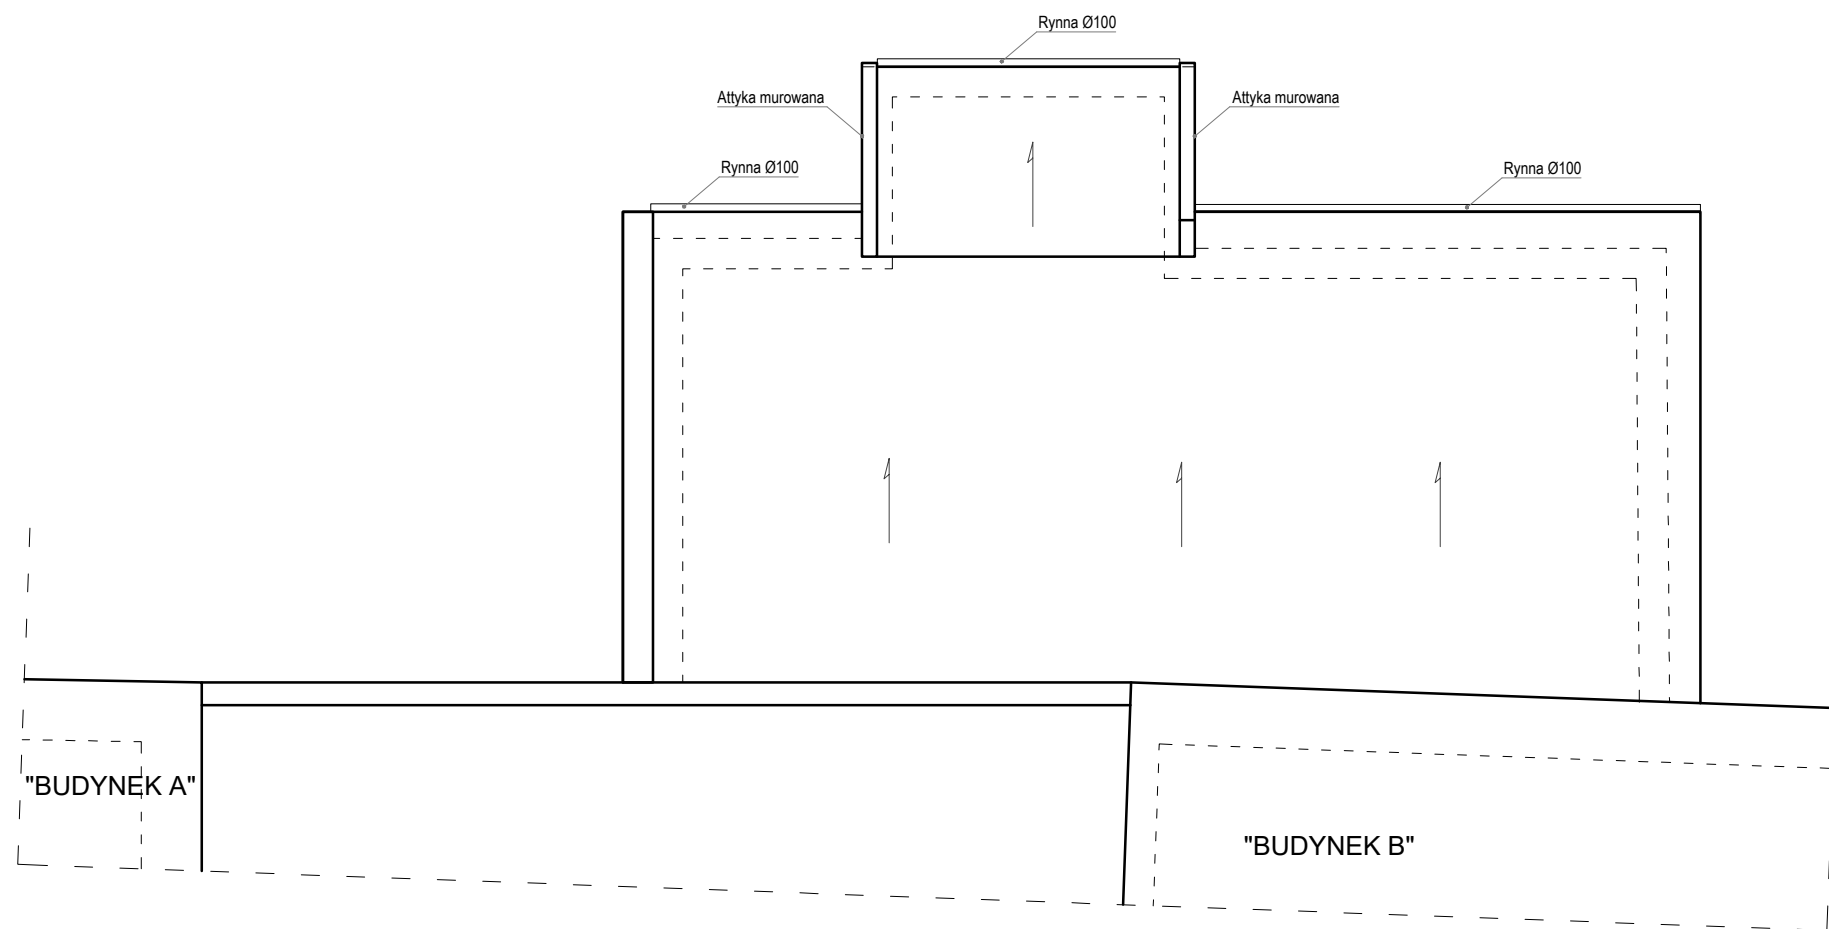 Rynna Ø100
Attyka murowana
Attyka murowana
Rynna Ø100
Rynna Ø100
"BUDYNEK A"
"BUDYNEK B"